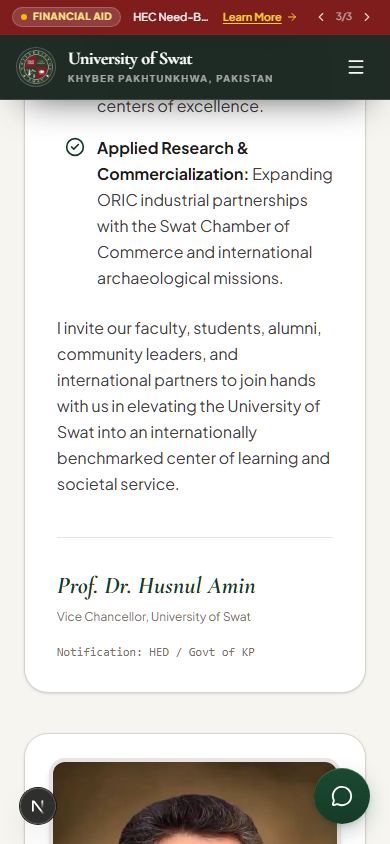 FINANCIAL AID HEC Need-B... Learn More → 3/3
University of Swat
KHYBER PAKHTUNKHWA, PAKISTAN
centers of excellence.
Applied Research &
Commercialization: Expanding
ORIC industrial partnerships
with the Swat Chamber of
Commerce and international
archaeological missions.
I invite our faculty, students, alumni,
community leaders, and
international partners to join hands
with us in elevating the University of
Swat into an internationally
benchmarked center of learning and
societal service.
Prof. Dr. Husnul Amin
Vice Chancellor, University of Swat
Notification: HED / Govt of KP
N